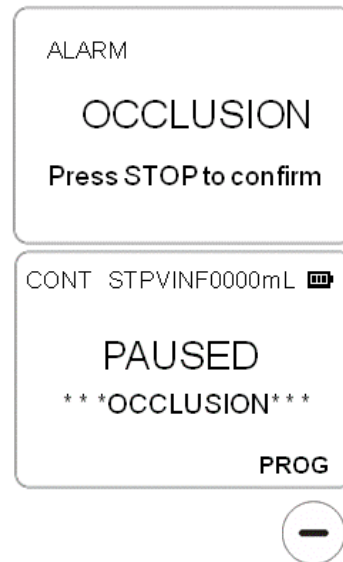 ALARM
OCCLUSION
Press STOP to confirm
CONT STPVINF0000mL
PAUSED
***OCCLUSION***
PROG